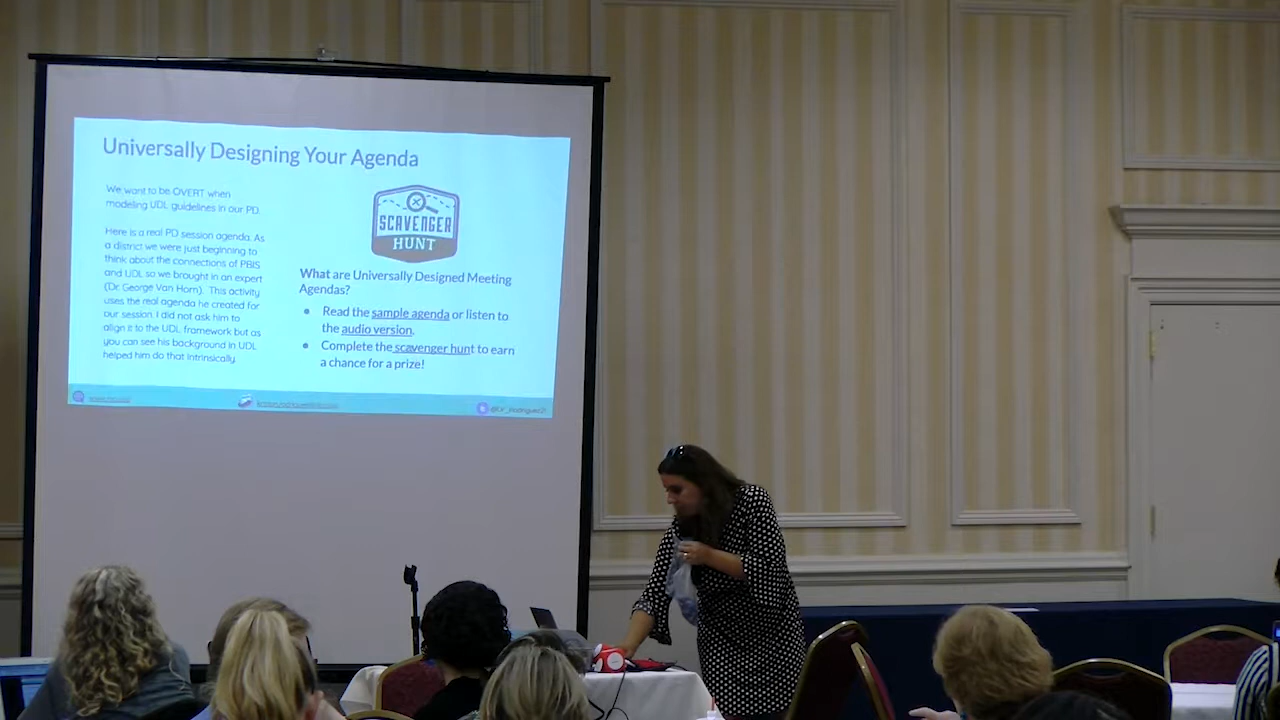 Universally Designing Your Agenda
We want to be OVERT when
modeling UDL guidelines in our PD.
Here is a real PD session agenda. As
a district we were just beginning to
think about the connections of PBIS
and UDL so we brought in an expert
(Dr. George Van Horn). This activity
uses the real agenda he created for
our session. I did not ask him to
align it to the UDL framework but as
you can see his background in UDL
helped him do that intrinsically.
SCAVENGER
HUNT
What are Universally Designed Meeting
Agendas?
• Read the sample agenda or listen to
the audio version.
• Complete the scavenger hunt to earn
a chance for a prize!